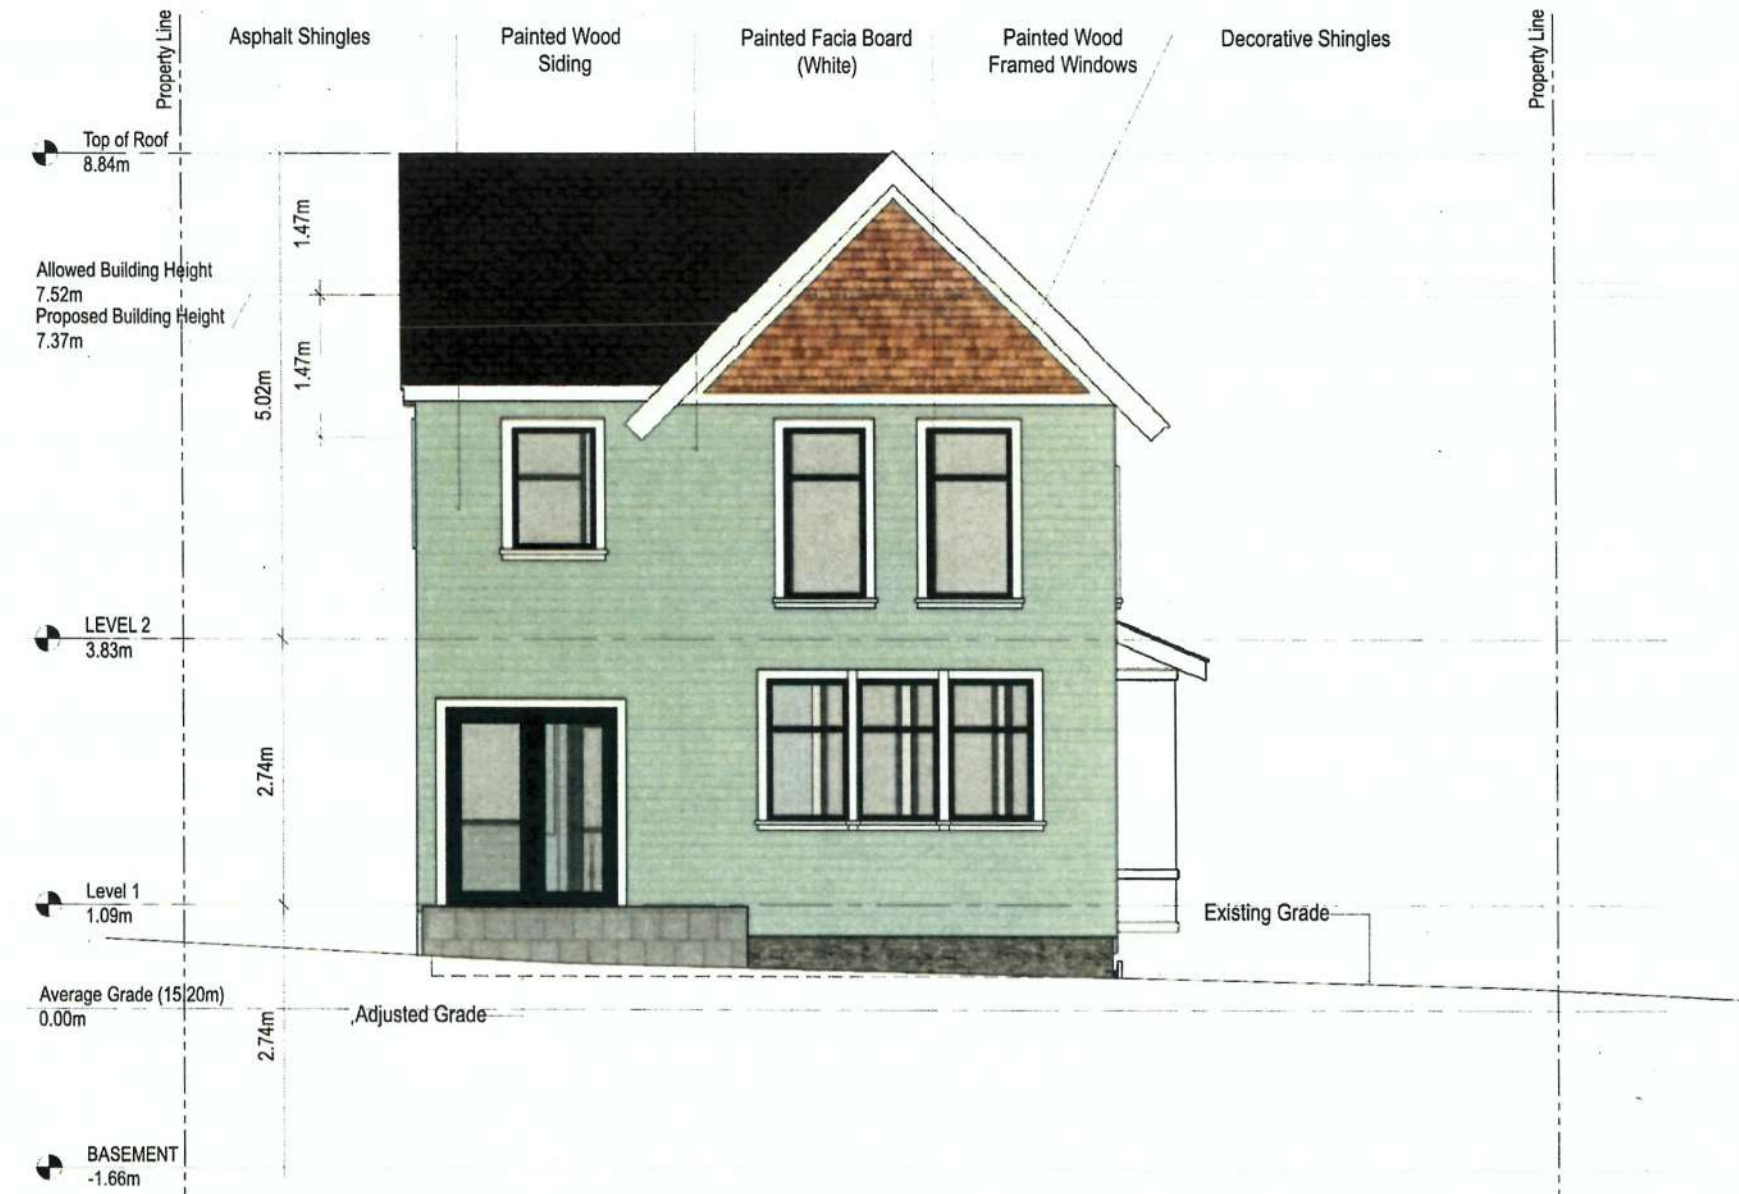 Property Line
Asphalt Shingles
Painted Wood
Siding
Painted Facia Board
(White)
Painted Wood
Framed Windows
Decorative Shingles
Property Line
Top of Roof
8.84m
1.47m
Allowed Building Height
7.52m
Proposed Building Height
7.37m
1.47m
5.02m
LEVEL 2
3.83m
2.74m
Level 1
1.09m
Existing Grade
Average Grade (15.20m)
0.00m
Adjusted Grade
2.74m
BASEMENT
-1.66m